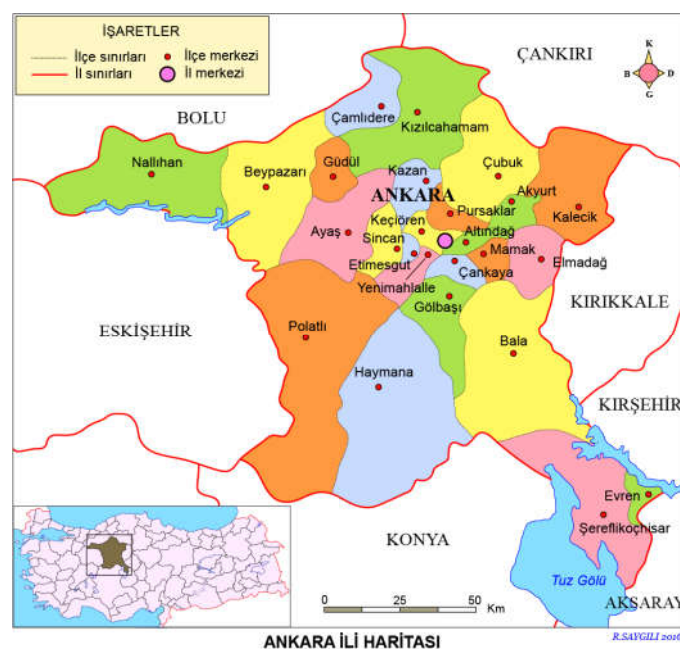 İŞARETLER
İlçe sınırları
İlçe merkezi
İl sınırları
İl merkezi
ÇANKIRI
K
B
D
G
BOLU
Çamlıdere
Kızılcahamam
Nallıhan
Beypazarı
Güdül
Kazan
Çubuk
ANKARA
Akyurt
Pursaklar
Kalecik
Keçiören
Ayaş
Altındağ
Sincan
Mamak
Etimesgut
Çankaya
Elmadağ
Yenimahlalle
Gölbaşı
KIRIKKALE
ESKİŞEHİR
Polatlı
Bala
Haymana
KIRŞEHİR
Evren
Şereflikoçhisar
KONYA
Tuz Gölü
AKSARAY
0 25 50 75
Km
ANKARA İLİ HARİTASI
R.SAYGILI 2016